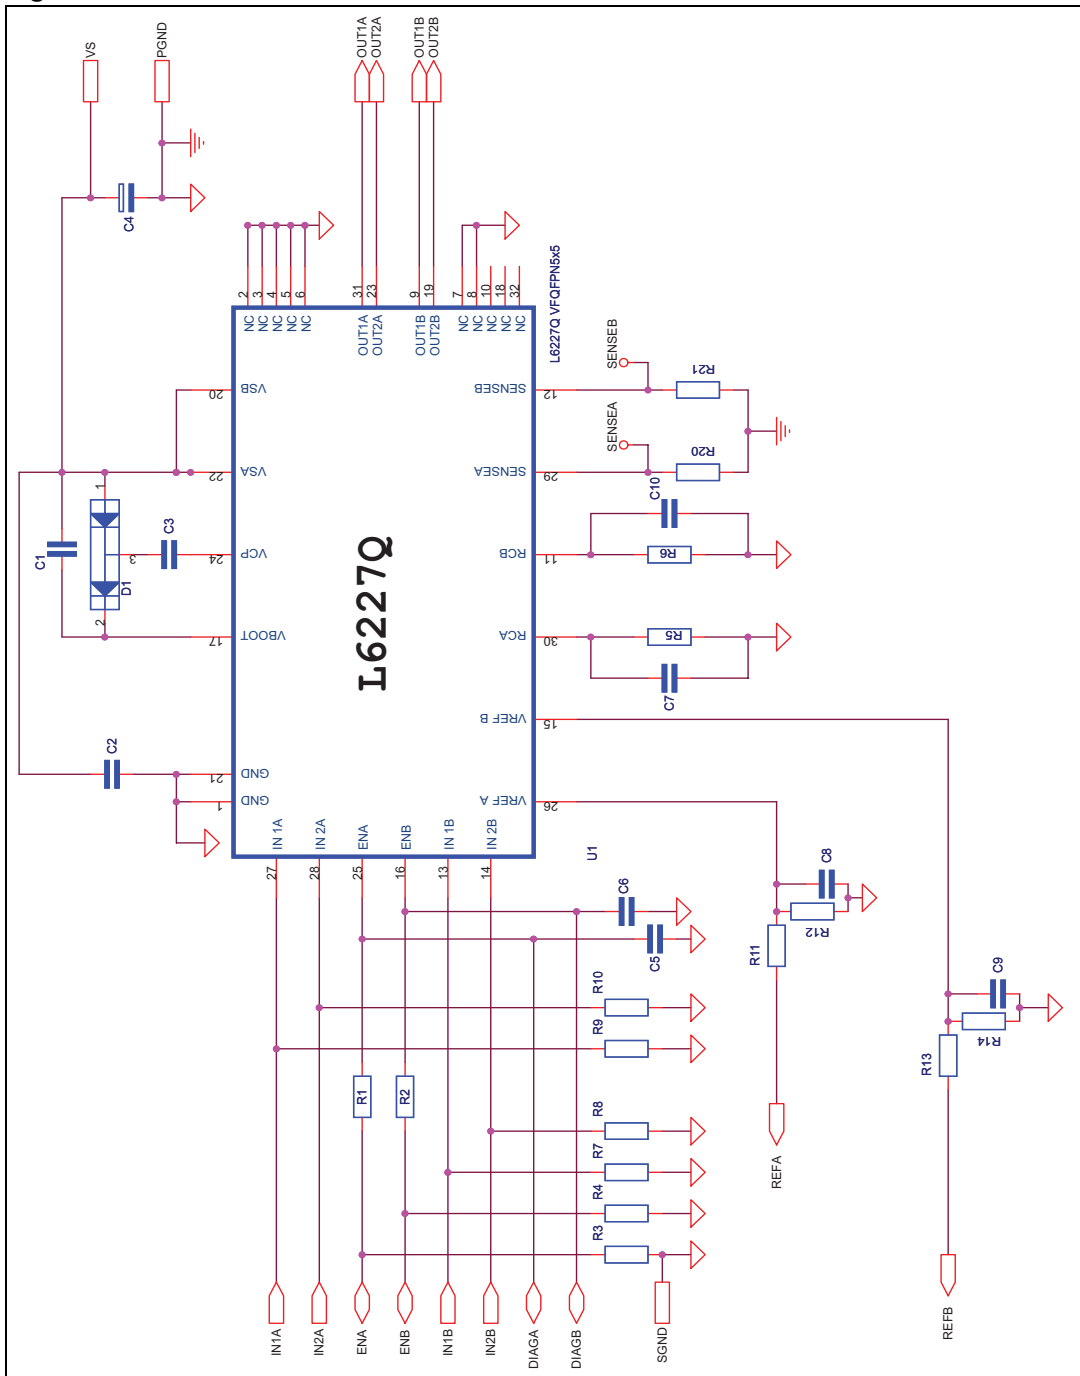 VS
PGND
OUT1A
OUT2A
OUT1B
OUT2B
C4
2
3
4
5
6
31
23
9
19
7
8
10
18
32
NC
NC
NC
NC
NC
OUT1A
OUT2A
OUT1B
OUT2B
NC
NC
NC
NC
NC
L6227Q VFQFPN5x5
20
VSB
SENSEB
12
SENSEB
R21
22
VSA
SENSEA
29
SENSEA
R20
1
C1
3
C3
24
VCP
RCB
11
C10
R6
D1
2
17
VBOOT
L6227Q
RCA
30
R5
C7
VREF B
15
C2
21
GND
1
GND
VREF A
26
IN 1A
IN 2A
ENA
ENB
IN 1B
IN 2B
U1
27
28
25
16
13
14
C6
C5
C8
R12
R11
R10
R9
C9
R14
R13
R1
R2
R8
R7
R4
R3
REFA
IN1A
IN2A
ENA
ENB
IN1B
IN2B
DIAGA
DIAGB
SGND
REFB